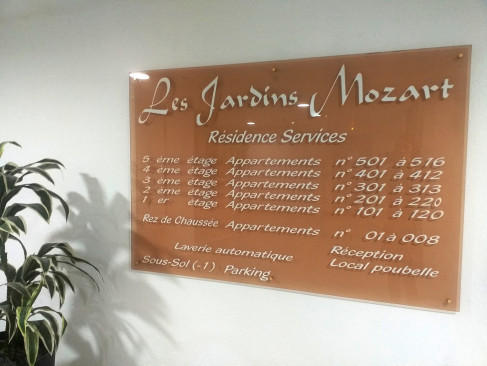 Les Jardins Mozart
Résidence Services
5 ème étage Appartements n° 501 à 516
4 ème étage Appartements n° 401 à 412
3 ème étage Appartements n° 301 à 313
2 ème étage Appartements n° 201 à 220
1 er étage Appartements n° 101 à 120
Rez de Chaussée Appartements n° 01 à 008
Laverie automatique Réception
Sous-Sol (-1) Parking Local poubelle